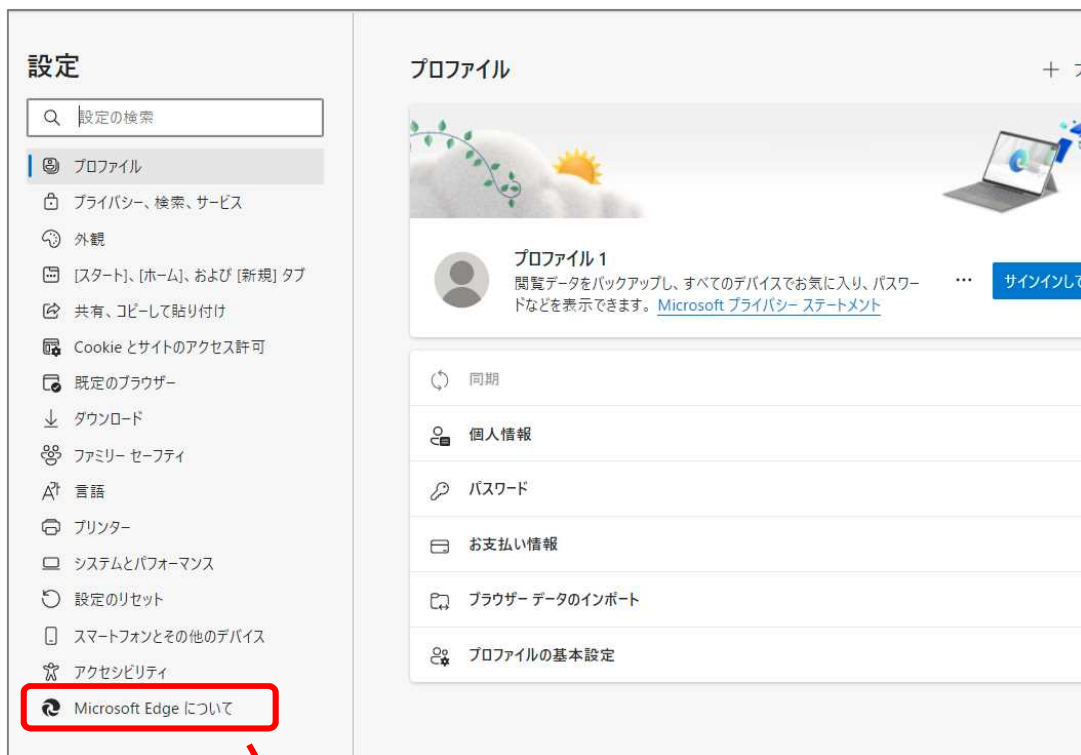 設定
設定の検索
プロファイル
プライバシー、検索、サービス
外観
[スタート]、[ホーム]、および [新規] タブ
共有、コピーして貼り付け
Cookie とサイトのアクセス許可
既定のブラウザー
ダウンロード
ファミリー セーフティ
言語
プリンター
システムとパフォーマンス
設定のリセット
スマートフォンとその他のデバイス
アクセシビリティ
Microsoft Edge について
プロファイル
プロファイル 1
閲覧データをバックアップし、すべてのデバイスでお気に入り、パスワー
ドなどを表示できます。Microsoft プライバシー ステートメント
サインインして
同期
個人情報
パスワード
お支払い情報
ブラウザー データのインポート
プロファイルの基本設定